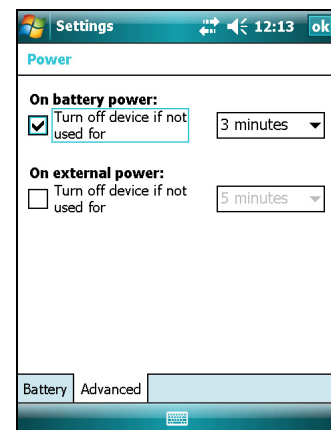 Settings 12:13 ok
Power
On battery power:
Turn off device if not
used for
3 minutes
On external power:
Turn off device if not
used for
5 minutes
Battery Advanced